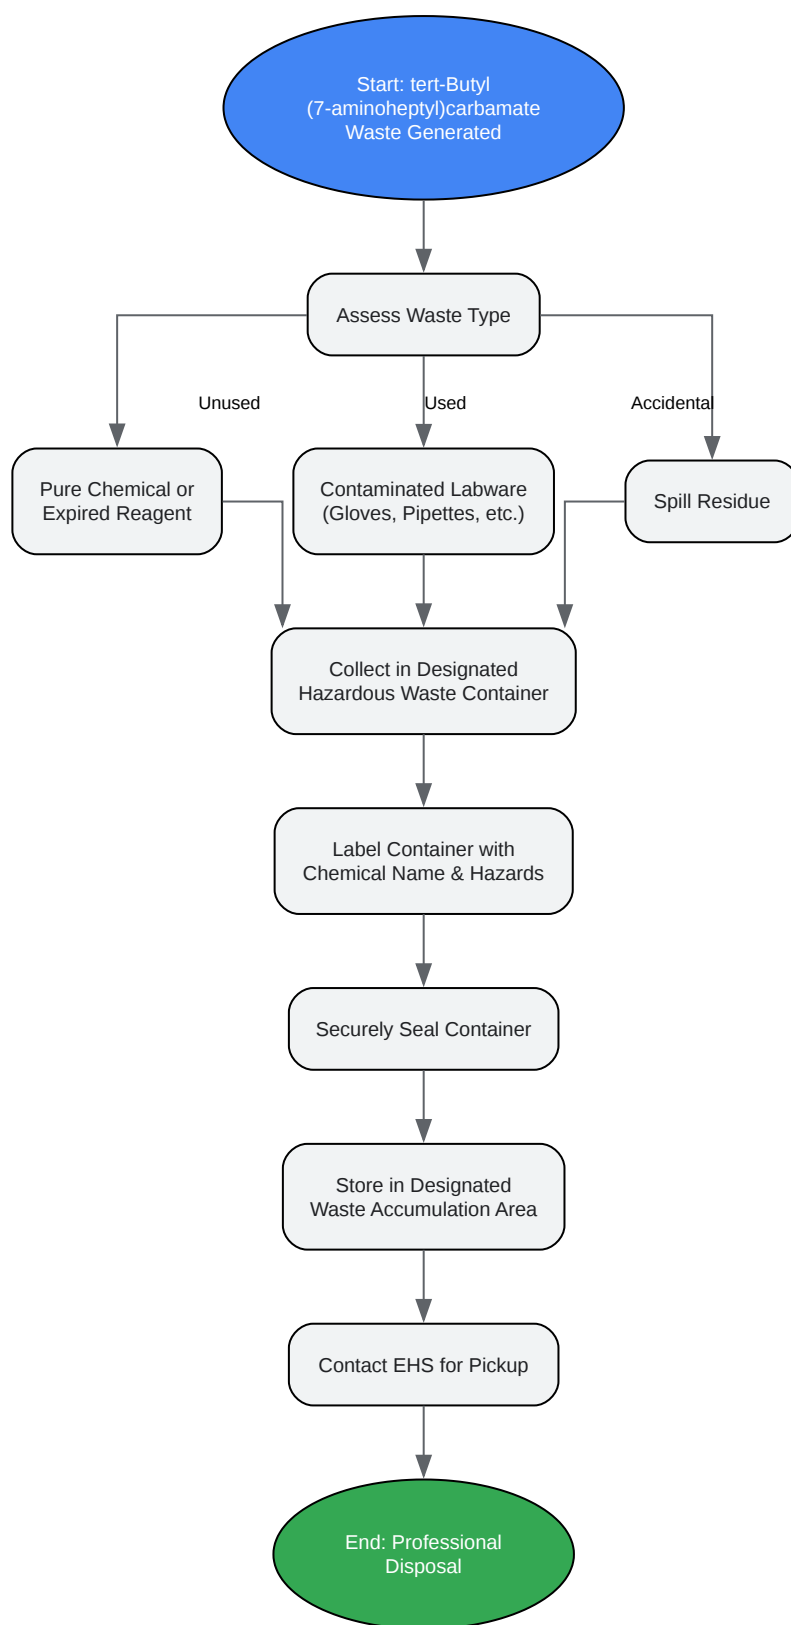 Start: tert-Butyl
(7-aminoheptyl)carbamate
Waste Generated
Assess Waste Type
Unused
Used
Accidental
Pure Chemical or
Expired Reagent
Contaminated Labware
(Gloves, Pipettes, etc.)
Spill Residue
Collect in Designated
Hazardous Waste Container
Label Container with
Chemical Name & Hazards
Securely Seal Container
Store in Designated
Waste Accumulation Area
Contact EHS for Pickup
End: Professional
Disposal